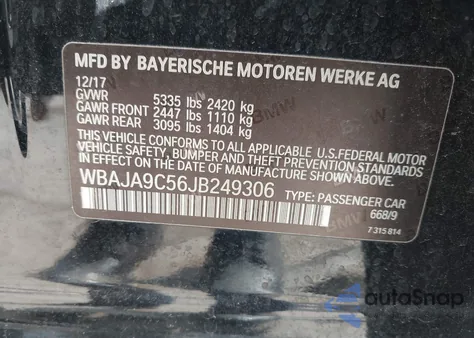 MFD BY BAYERISCHE MOTOREN WERKE AG
12/17
GVWR 5335 lbs 2420 kg
GAWR FRONT 2447 lbs 1110 kg
GAWR REAR 3095 lbs 1404 kg
THIS VEHICLE CONFORMS TO ALL APPLICABLE U.S.FEDERAL MOTOR
VEHICLE SAFETY, BUMPER, AND THEFT PREVENTION STANDARDS IN
EFFECT ON THE DATE OF MANUFACTURE SHOWN ABOVE.
WBAJA9C56JB249306 TYPE: PASSENGER CAR
668/9
7 315 814
autoSnap